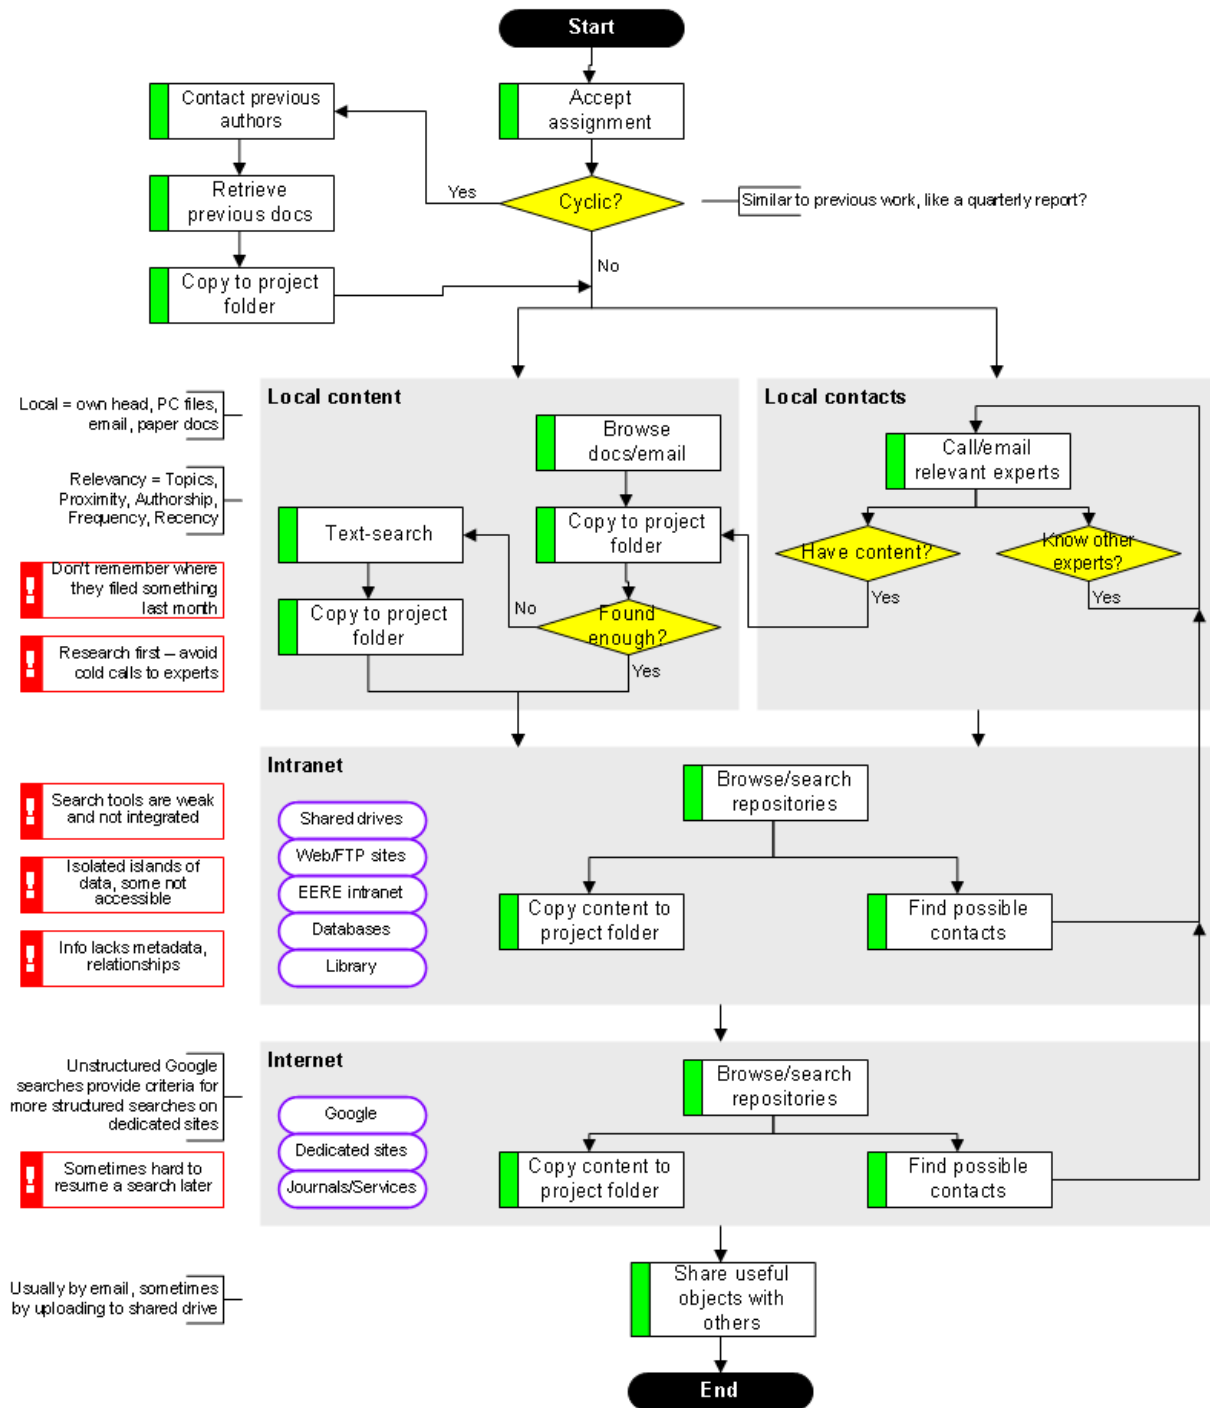 Start
Accept
assignment
Contact previous
authors
Retrieve
previous docs
Copy to project
folder
Yes
Cyclic?
Similar to previous work, like a quarterly report?
No
Local = own head, PC files,
email, paper docs
Relevancy = Topics,
Proximity, Authorship,
Frequency, Recency
!
Don't remember where
they filed something
last month
!
Research first – avoid
cold calls to experts
Local content
Browse
docs/email
Copy to project
folder
Text-search
Copy to project
folder
No
Found
enough?
Yes
Local contacts
Call/email
relevant experts
Have content?
Yes
Know other
experts?
Yes
!
Search tools are weak
and not integrated
!
Isolated islands of
data, some not
accessible
!
Info lacks metadata,
relationships
Intranet
Shared drives
Web/FTP sites
EERE intranet
Databases
Library
Browse/search
repositories
Copy content to
project folder
Find possible
contacts
Unstructured Google
searches provide criteria for
more structured searches on
dedicated sites
!
Sometimes hard to
resume a search later
Internet
Google
Dedicated sites
Journals/Services
Browse/search
repositories
Copy content to
project folder
Find possible
contacts
Usually by email, sometimes
by uploading to shared drive
Share useful
objects with
others
End